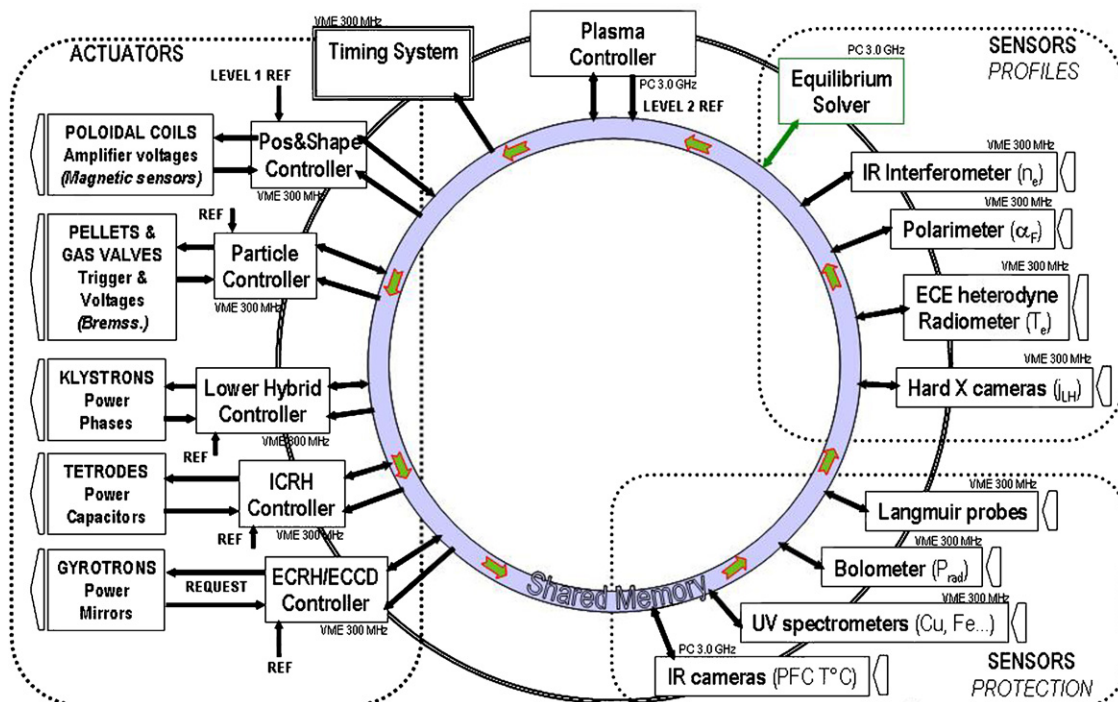 ACTUATORS
VME 300 MHz
Timing System
LEVEL 1 REF
POLOIDAL COILS
Amplifier voltages
(Magnetic sensors)
Pos&Shape
Controller
VME 300 MHz
REF
PELLETS &
GAS VALVES
Trigger &
Voltages
(Bremss.)
Particle
Controller
VME 300 MHz
KLYSTRONS
Power
Phases
Lower Hybrid
Controller
VME 300 MHz
REF
TETRODES
Power
Capacitors
ICRH
Controller
VME 300 MHz
REF
GYROTRONS
Power
Mirrors
REQUEST
ECRH/ECCD
Controller
VME 300 MHz
REF
VME 300 MHz
Plasma
Controller
PC 3.0 GHz
LEVEL 2 REF
Shared Memory
SENSORS
PROFILES
PC 3.0 GHz
Equilibrium
Solver
VME 300 MHz
IR Interferometer (ne)
VME 300 MHz
Polarimeter (αF)
VME 300 MHz
ECE heterodyne
Radiometer (Te)
VME 300 MHz
Hard X cameras (jLH)
VME 300 MHz
Langmuir probes
VME 300 MHz
Bolometer (Prad)
VME 300 MHz
UV spectrometers (Cu, Fe...)
PC 3.0 GHz
IR cameras (PFC T°C)
SENSORS
PROTECTION